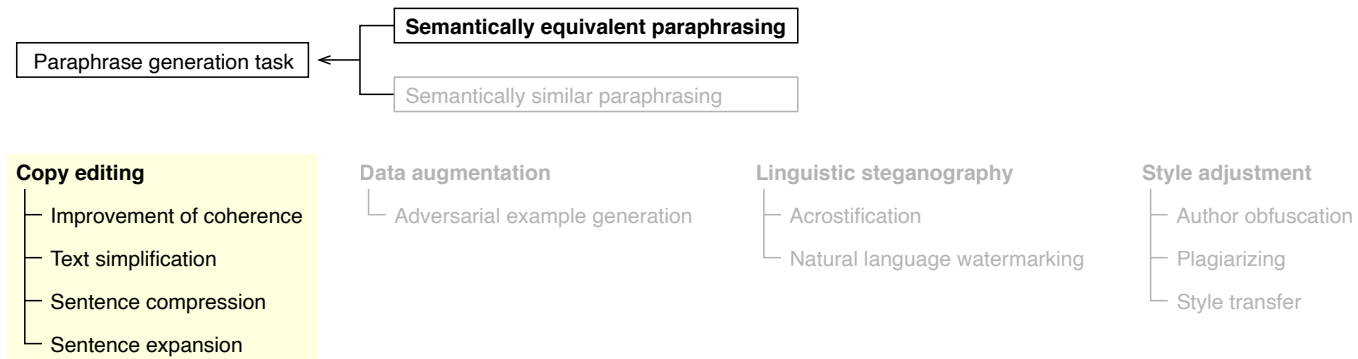 Semantically equivalent paraphrasing
Paraphrase generation task
Semantically similar paraphrasing
Copy editing
Improvement of coherence
Text simplification
Sentence compression
Sentence expansion
Data augmentation
Adversarial example generation
Linguistic steganography
Acrostification
Natural language watermarking
Style adjustment
Author obfuscation
Plagiarizing
Style transfer